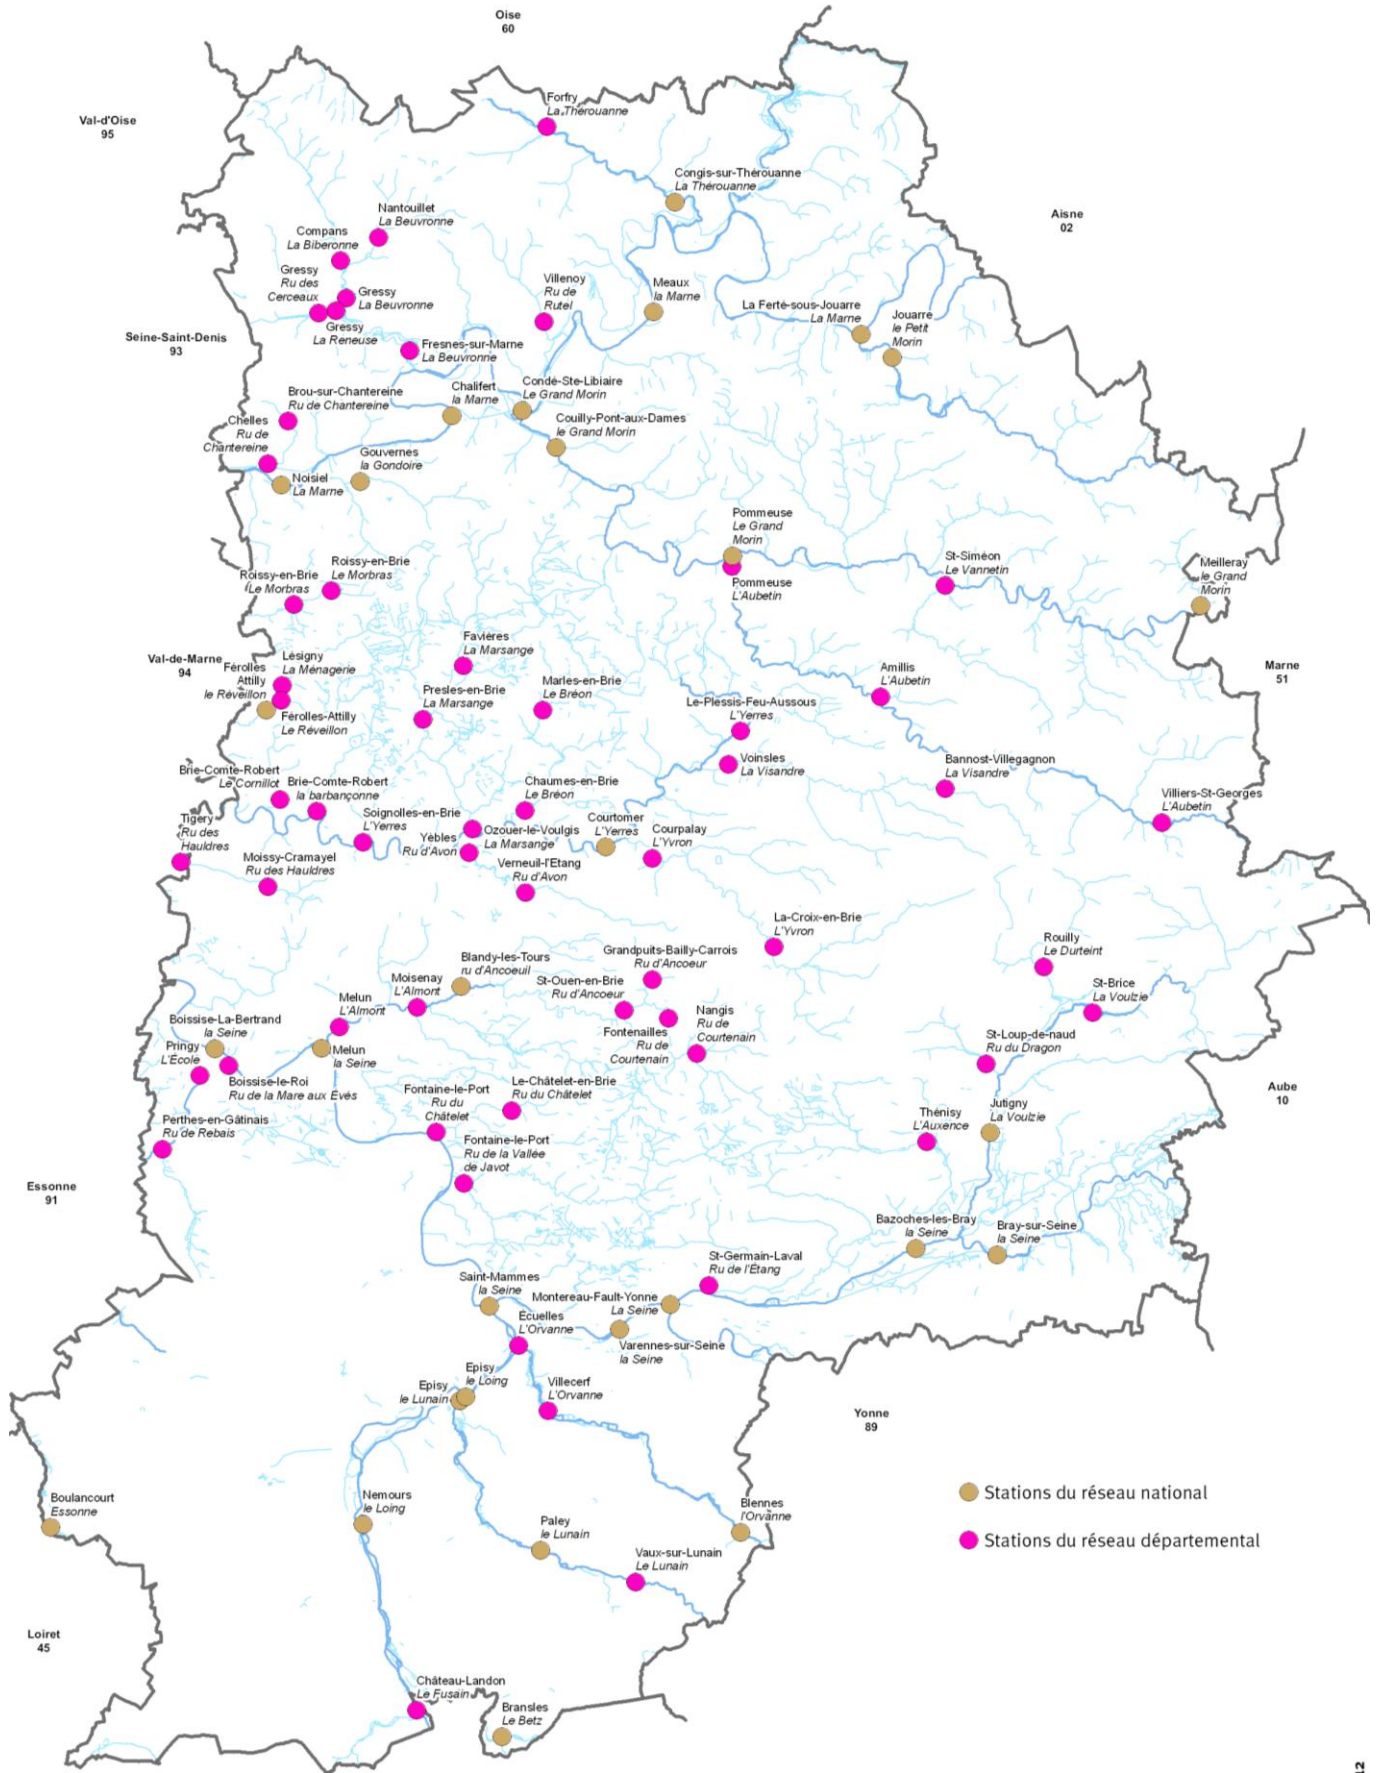 Oise
60
Val-d'Oise
95
Forfry
La Thérouanne
Congis-sur-Thérouanne
La Thérouanne
Aisne
02
Nantouillet
La Beuvronne
Compans
La Biberonne
Gressy
Ru des
Cerceaux
Gressy
La Beuvronne
Gressy
La Reneuse
Villenoy
Ru de
Rutel
Meaux
la Marne
La Ferté-sous-Jouarre
La Marne
Jouarre
le Petit
Morin
Seine-Saint-Denis
93
Fresnes-sur-Marne
La Beuvronne
Brou-sur-Chantereine
Ru de Chantereine
Chalifert
la Marne
Condé-Ste-Libiaire
Le Grand Morin
Couilly-Pont-aux-Dames
le Grand Morin
Chelles
Ru de
Chantereine
Gouvernes
la Gondoire
Noisiel
La Marne
Pommeuse
Le Grand
Morin
Pommeuse
L'Aubetin
St-Siméon
Le Vannetin
Meilleray
le Grand
Morin
Roissy-en-Brie
Le Morbras
Roissy-en-Brie
Le Morbras
Val-de-Marne
94
Férolles
Attilly
le Réveillon
Lésigny
La Ménagerie
Férolles-Attilly
Le Réveillon
Favières
La Marsange
Presles-en-Brie
La Marsange
Marles-en-Brie
Le Bréon
Marne
51
Amillis
L'Aubetin
Le-Plessis-Feu-Aussous
L'Yerres
Voinsles
La Visandre
Bannost-Villegagnon
La Visandre
Villiers-St-Georges
L'Aubetin
Brie-Comte-Robert
Le Cornillot
Brie-Comte-Robert
la barbançonne
Chaumes-en-Brie
Le Bréon
Soignolles-en-Brie
L'Yerres
Tigery
Ru des
Hauldres
Yèbles
Ru d'Avon
Ozouer-le-Voulgis
La Marsange
Courtomer
L'Yerres
Courpalay
L'Yvron
Moissy-Cramayel
Ru des Hauldres
Verneuil-l'Etang
Ru d'Avon
La-Croix-en-Brie
L'Yvron
Rouilly
Le Durteint
Blandy-les-Tours
ru d'Ancoeuil
Grandpuits-Bailly-Carrois
Ru d'Ancoeur
St-Ouen-en-Brie
Ru d'Ancoeur
Moisenay
L'Almont
Melun
L'Almont
St-Brice
La Voulzie
Nangis
Ru de
Courtenain
Fontenailles
Ru de
Courtenain
Boissise-La-Bertrand
la Seine
Melun
la Seine
Pringy
L'École
Boissise-le-Roi
Ru de la Mare aux Evés
St-Loup-de-naud
Ru du Dragon
Fontaine-le-Port
Ru du
Châtelet
Le-Châtelet-en-Brie
Ru du Châtelet
Aube
10
Perthes-en-Gâtinais
Ru de Rebais
Thénisy
L'Auxence
Jutigny
La Voulzie
Fontaine-le-Port
Ru de la Vallée
de Javot
Essonne
91
Bazoches-les-Bray
la Seine
Bray-sur-Seine
la Seine
St-Germain-Laval
Ru de l'Étang
Saint-Mammes
la Seine
Montereau-Fault-Yonne
La Seine
Écuelles
L'Orvanne
Varennes-sur-Seine
la Seine
Episy
le Loing
Episy
le Lunain
Villecerf
L'Orvanne
Yonne
89
Stations du réseau national
Stations du réseau départemental
Boulancourt
Essonne
Nemours
le Loing
Paley
le Lunain
Blennes
l'Orvanne
Vaux-sur-Lunain
Le Lunain
Loiret
45
Château-Landon
Le Fusain
Bransles
Le Betz